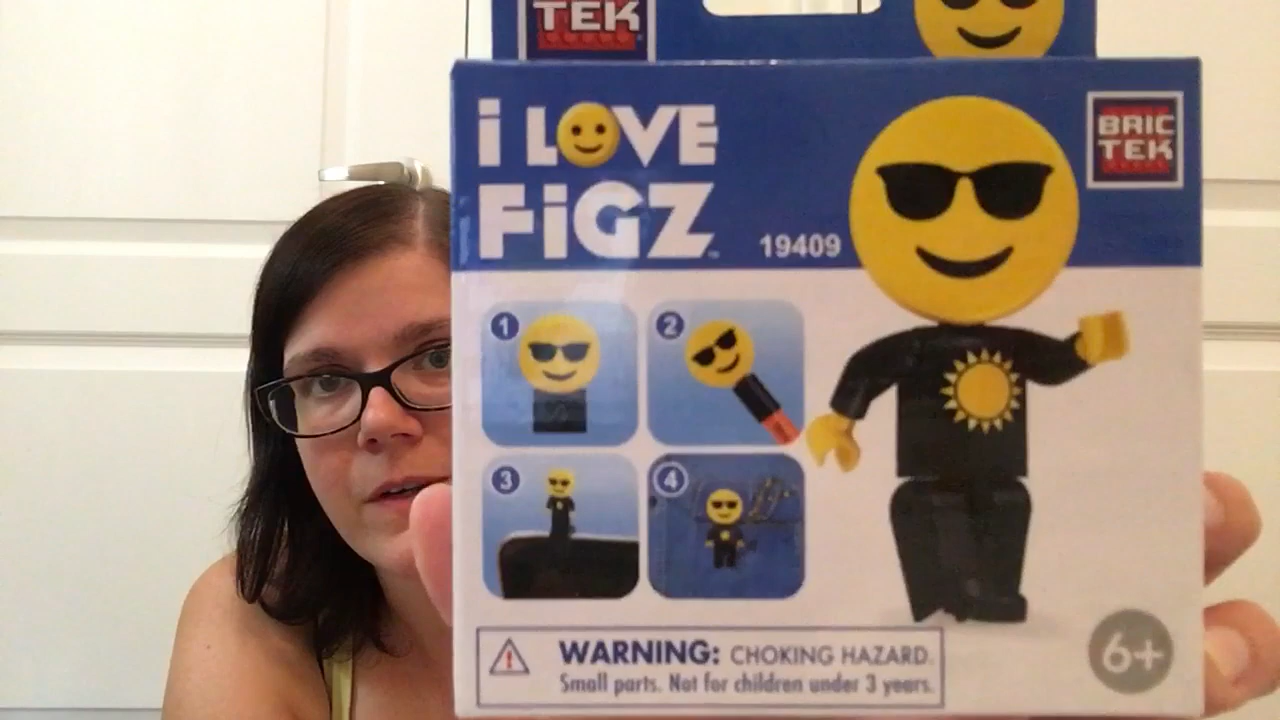 TEK
i LOVE
FiGZ™
19409
BRIC
TEK
1
2
3
4
WARNING: CHOKING HAZARD.
Small parts. Not for children under 3 years.
6+